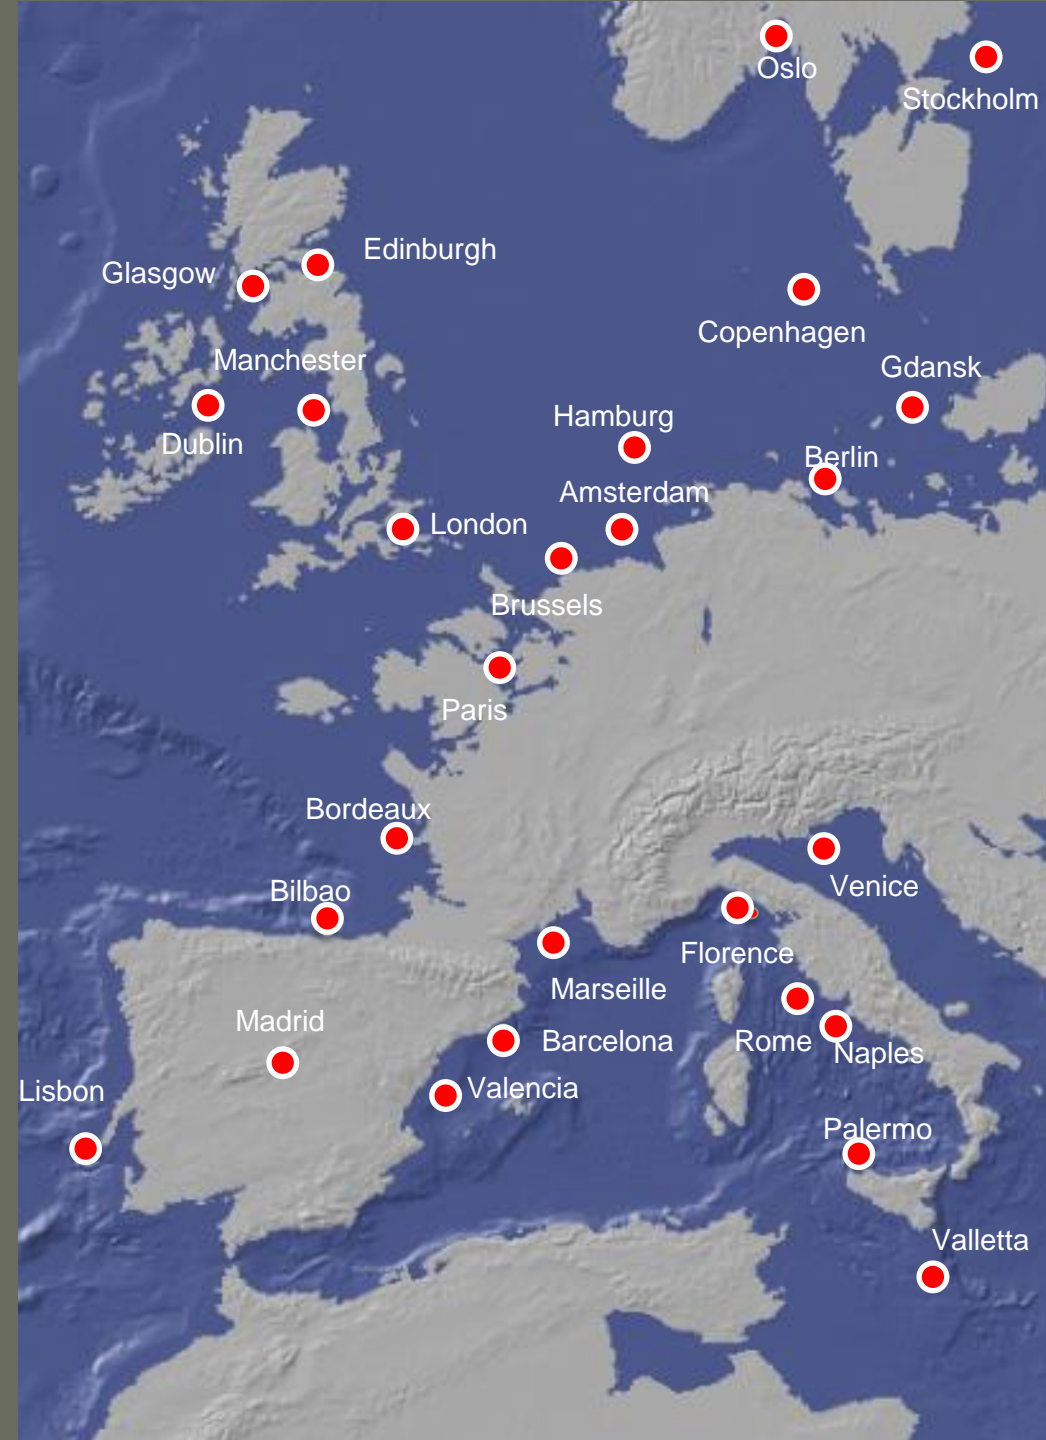 Oslo
Stockholm
Edinburgh
Glasgow
Copenhagen
Manchester
Gdansk
Hamburg
Dublin
Berlin
Amsterdam
London
Brussels
Paris
Bordeaux
Venice
Bilbao
Florence
Marseille
Madrid
Barcelona
Rome
Naples
Valencia
Lisbon
Palermo
Valletta